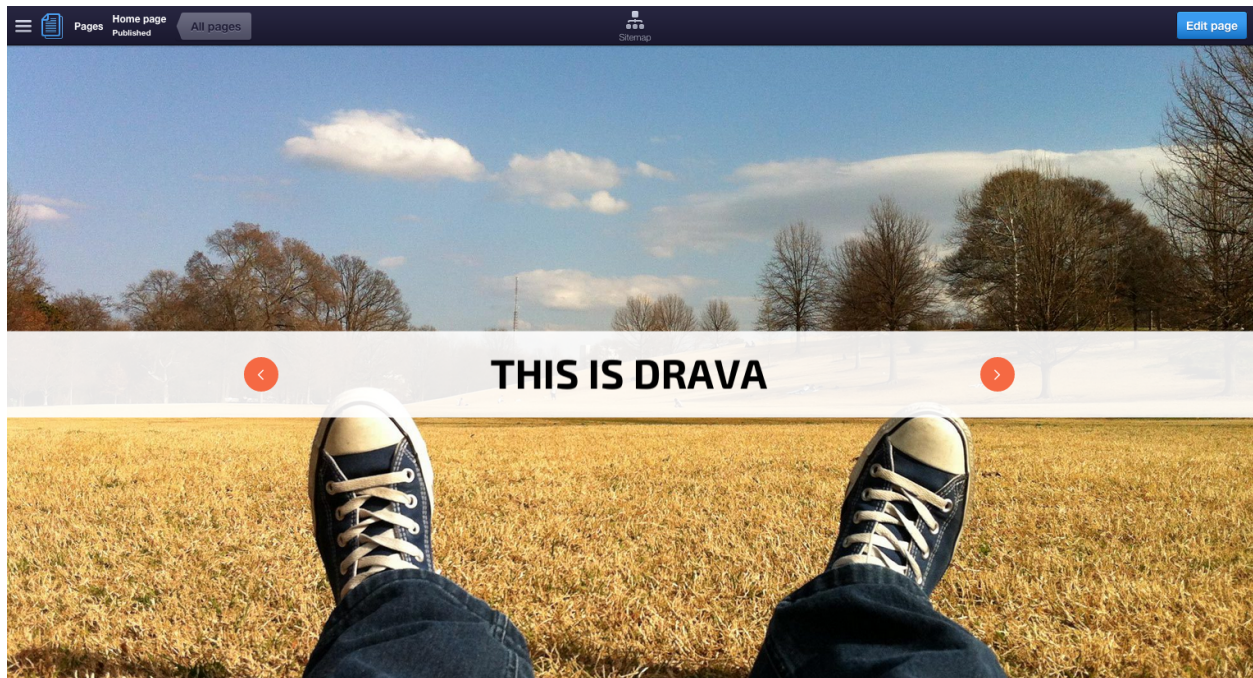 Pages
Home page
Published
All pages
Sitemap
Edit page
THIS IS DRAVA